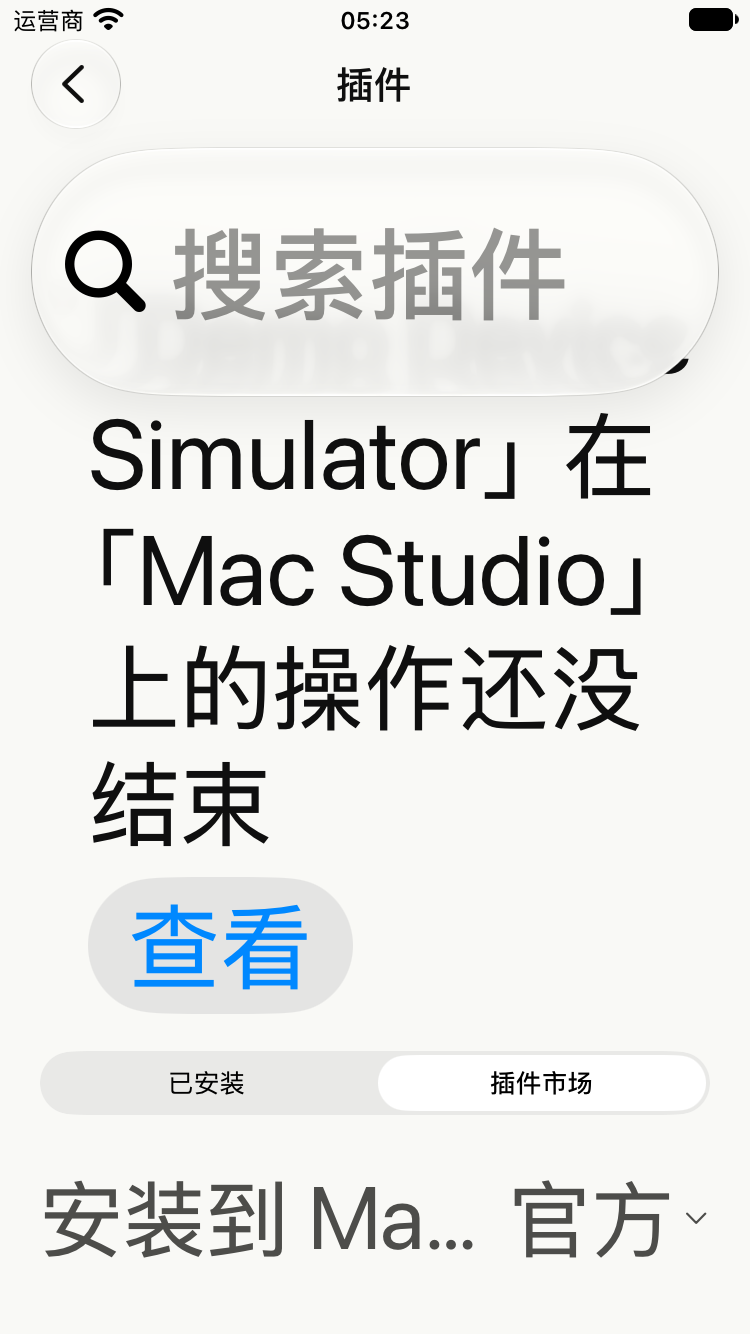 运营商
05:23
插件
搜索插件
Simulator」在
「Mac Studio」
上的操作还没
结束
查看
已安装
插件市场
安装到 Ma...
官方